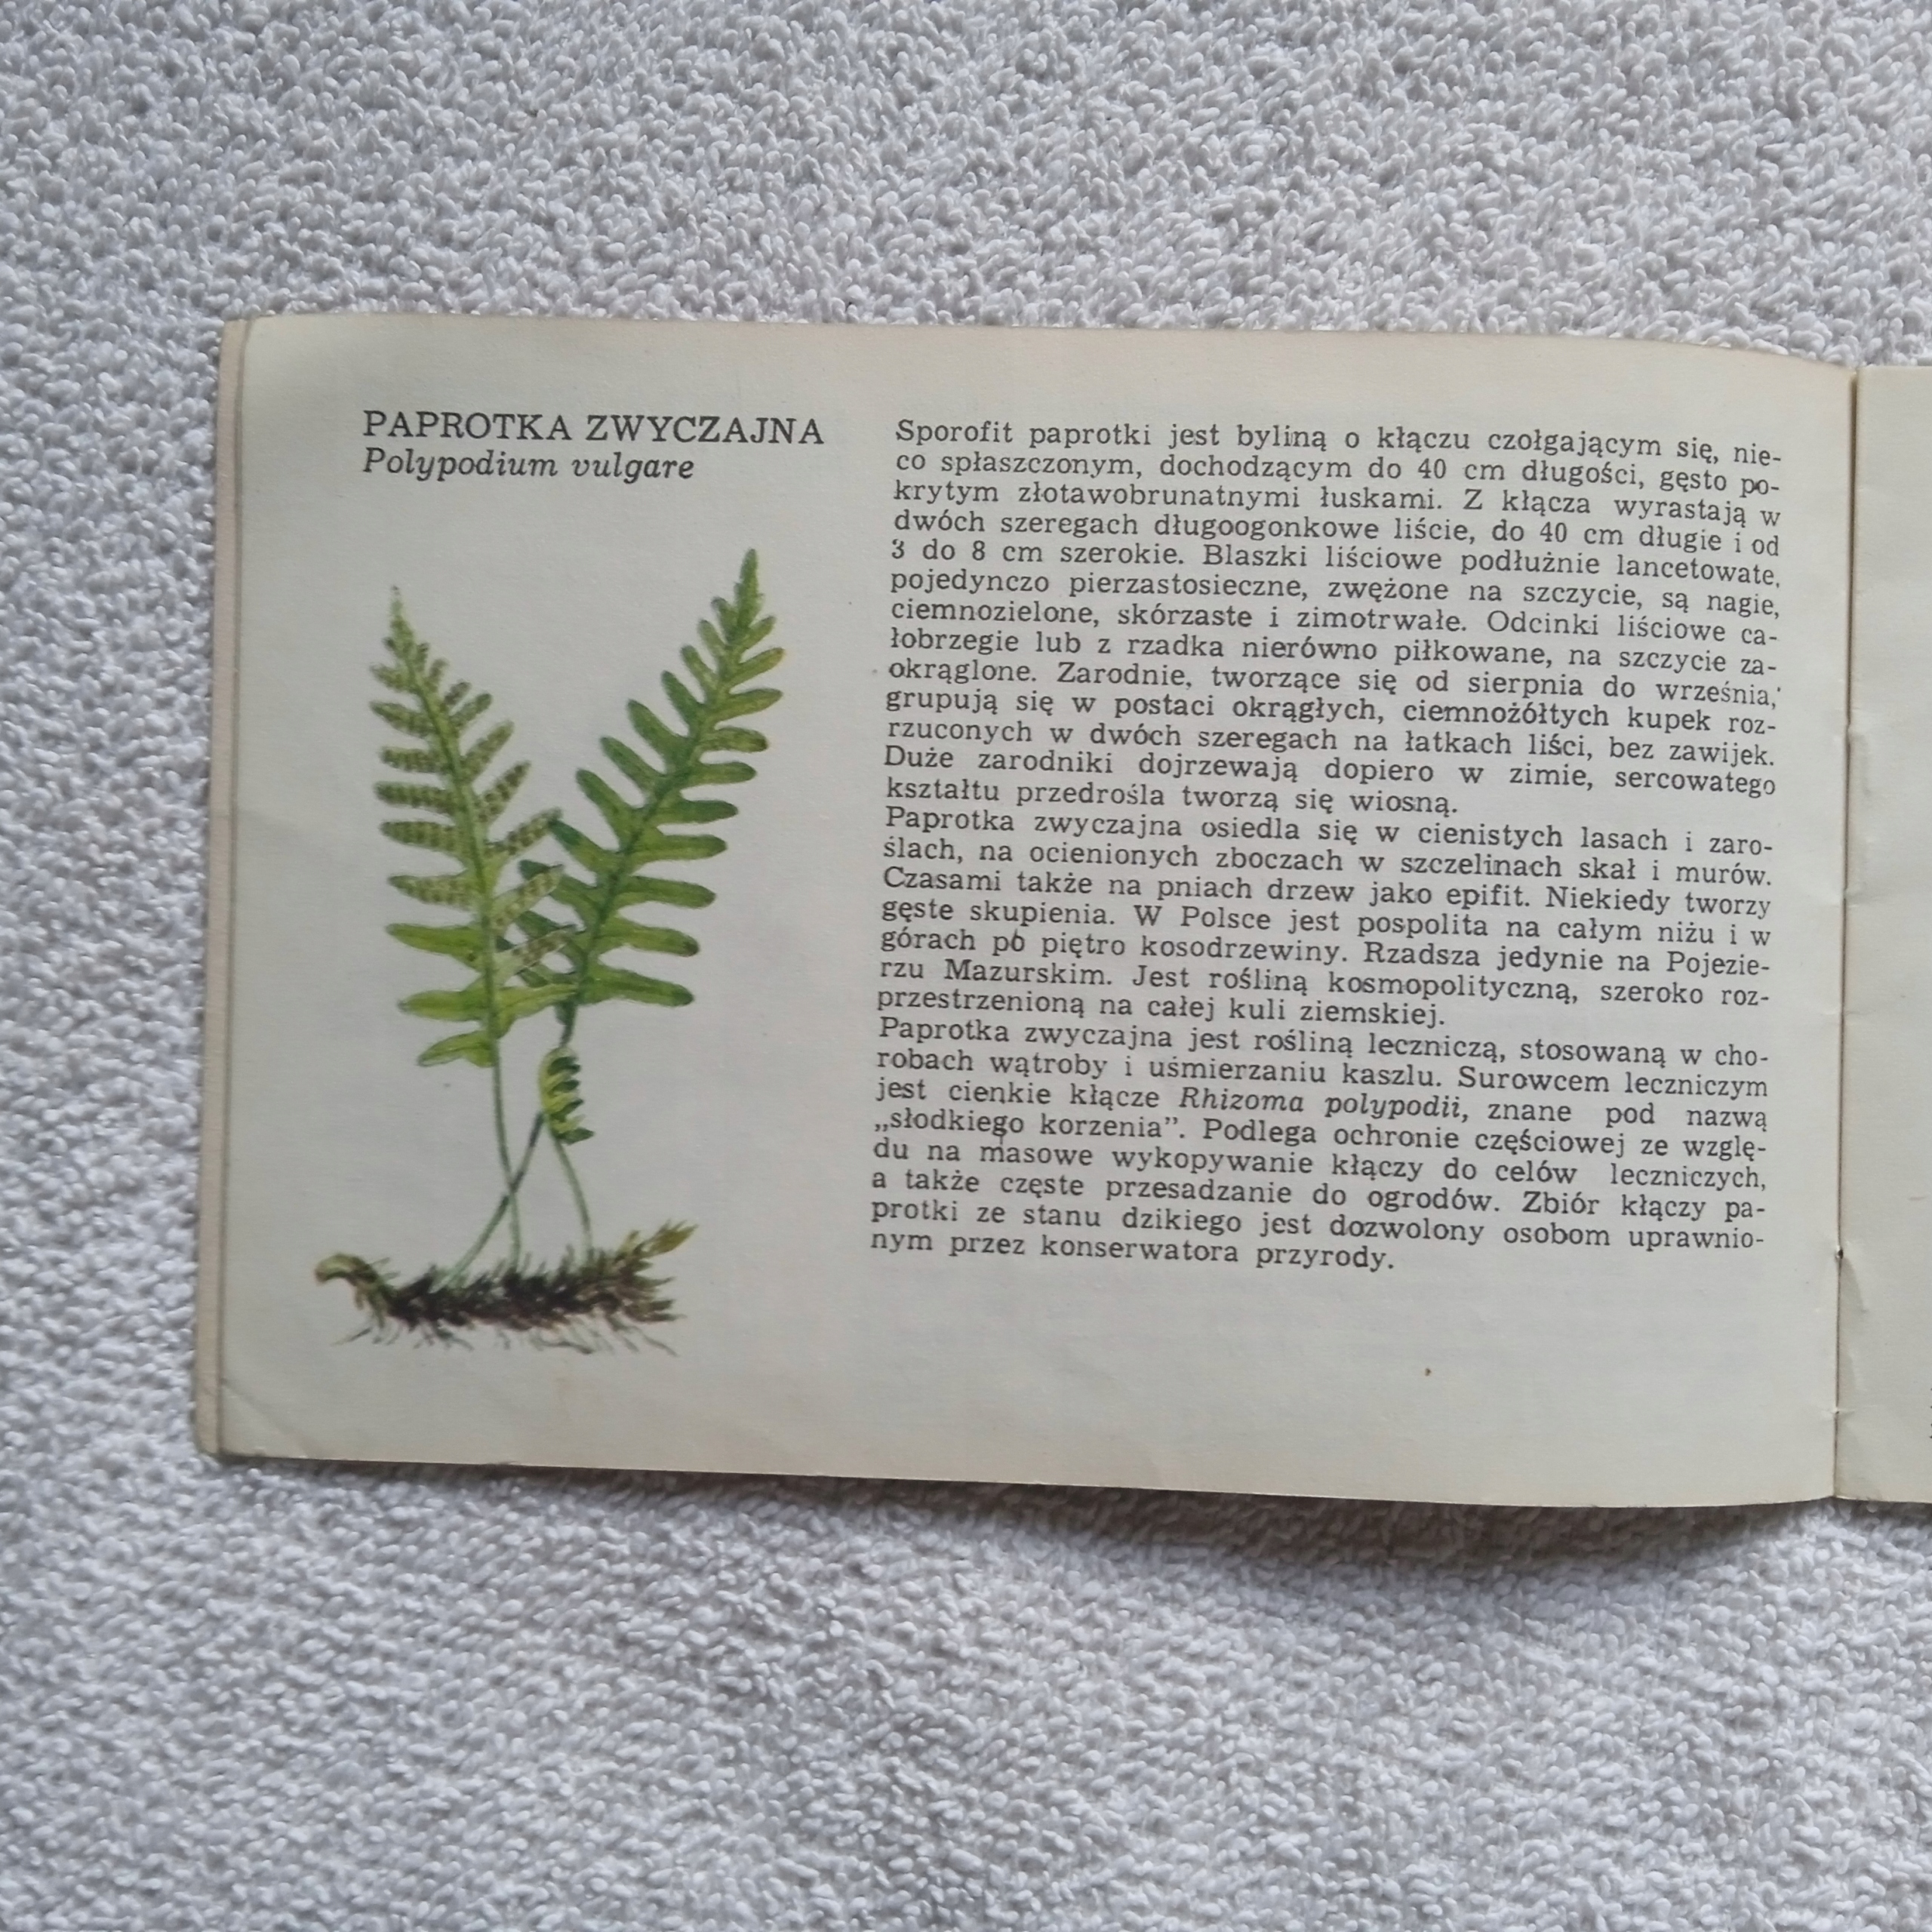 PAPROTKA ZWYCZAJNA
Polypodium vulgare
Sporofit paprotki jest byliną o kłączu czołgającym się, nie-
co spłaszczonym, dochodzącym do 40 cm długości, gęsto po-
krytym złotawobrunatnymi łuskami. Z kłącza wyrastają w
dwóch szeregach długoogonkowe liście, do 40 cm długie i od
3 do 8 cm szerokie. Blaszki liściowe podłużnie lancetowate,
pojedynczo pierzastosieczne, zwężone na szczycie, są nagie,
ciemnozielone, skórzaste i zimotrwałe. Odcinki liściowe ca-
łobrzegie lub z rzadka nierówno piłkowane, na szczycie za-
okrąglone. Zarodnie, tworzące się od sierpnia do września,
grupują się w postaci okrągłych, ciemnożółtych kupek roz-
rzuconych w dwóch szeregach na łatkach liści, bez zawijek.
Duże zarodniki dojrzewają dopiero w zimie, sercowatego
kształtu przedrośla tworzą się wiosną.
Paprotka zwyczajna osiedla się w cienistych lasach i zaro-
ślach, na ocienionych zboczach w szczelinach skał i murów.
Czasami także na pniach drzew jako epifit. Niekiedy tworzy
gęste skupienia. W Polsce jest pospolita na całym niżu i w
górach po piętro kosodrzewiny. Rzadsza jedynie na Pojezie-
rzu Mazurskim. Jest rośliną kosmopolityczną, szeroko roz-
przestrzenioną na całej kuli ziemskiej.
Paprotka zwyczajna jest rośliną leczniczą, stosowaną w cho-
robach wątroby i uśmierzaniu kaszlu. Surowcem leczniczym
jest cienkie kłącze Rhizoma polypodii, znane pod nazwą
„słodkiego korzenia”. Podlega ochronie częściowej ze wzglę-
du na masowe wykopywanie kłączy do celów leczniczych,
a także częste przesadzanie do ogrodów. Zbiór kłączy pa-
protki ze stanu dzikiego jest dozwolony osobom uprawnio-
nym przez konserwatora przyrody.